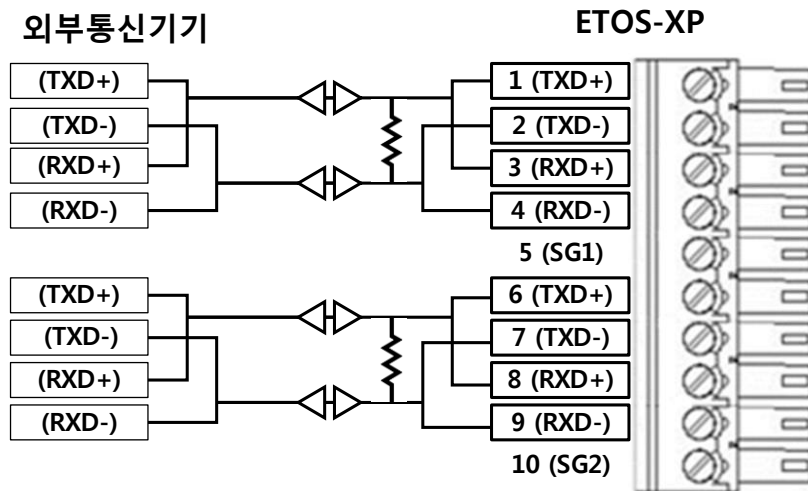 외부통신기기
ETOS-XP
(TXD+)
1 (TXD+)
(TXD-)
2 (TXD-)
(RXD+)
3 (RXD+)
(RXD-)
4 (RXD-)
5 (SG1)
(TXD+)
6 (TXD+)
(TXD-)
7 (TXD-)
(RXD+)
8 (RXD+)
(RXD-)
9 (RXD-)
10 (SG2)